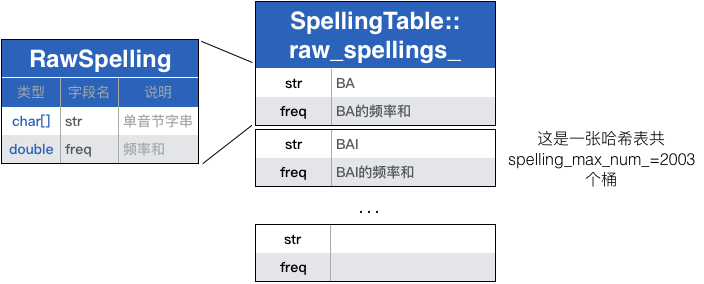 RawSpelling
类型 字段名 说明
char[] str 单音节字串
double freq 频率和
SpellingTable::
raw_spellings_
str BA
freq BA的频率和
str BAI
freq BAI的频率和
...
str
freq
这是一张哈希表共
spelling_max_num_=2003
个桶